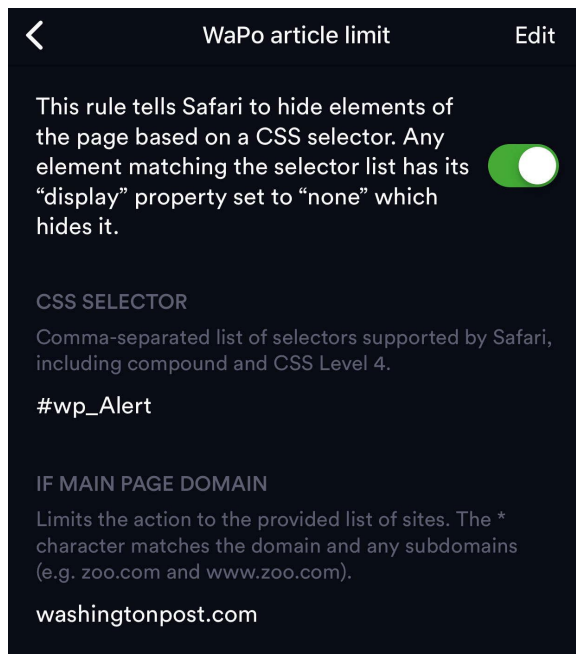 WaPo article limit Edit
This rule tells Safari to hide elements of
the page based on a CSS selector. Any
element matching the selector list has its
“display” property set to “none” which
hides it.
CSS SELECTOR
Comma-separated list of selectors supported by Safari,
including compound and CSS Level 4.
#wp_Alert
IF MAIN PAGE DOMAIN
Limits the action to the provided list of sites. The *
character matches the domain and any subdomains
(e.g. zoo.com and www.zoo.com).
washingtonpost.com